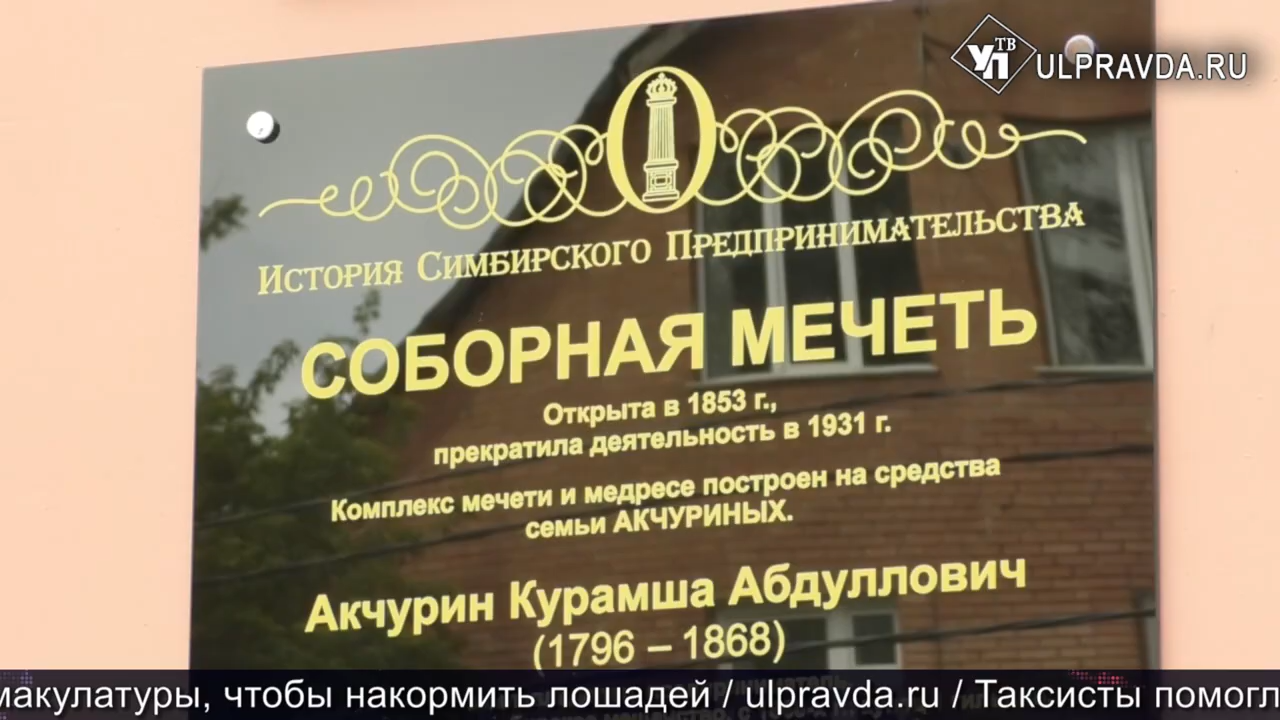 УП ТВ
ULPRAVDA.RU
История Симбирского Предпринимательства
СОБОРНАЯ МЕЧЕТЬ
Открыта в 1853 г.,
прекратила деятельность в 1931 г.
Комплекс мечети и медресе построен на средства
семьи АКЧУРИНЫХ.
Акчурин Курамша Абдуллович
(1796 – 1868)
макулатуры, чтобы накормить лошадей / ulpravda.ru / Таксисты помогл